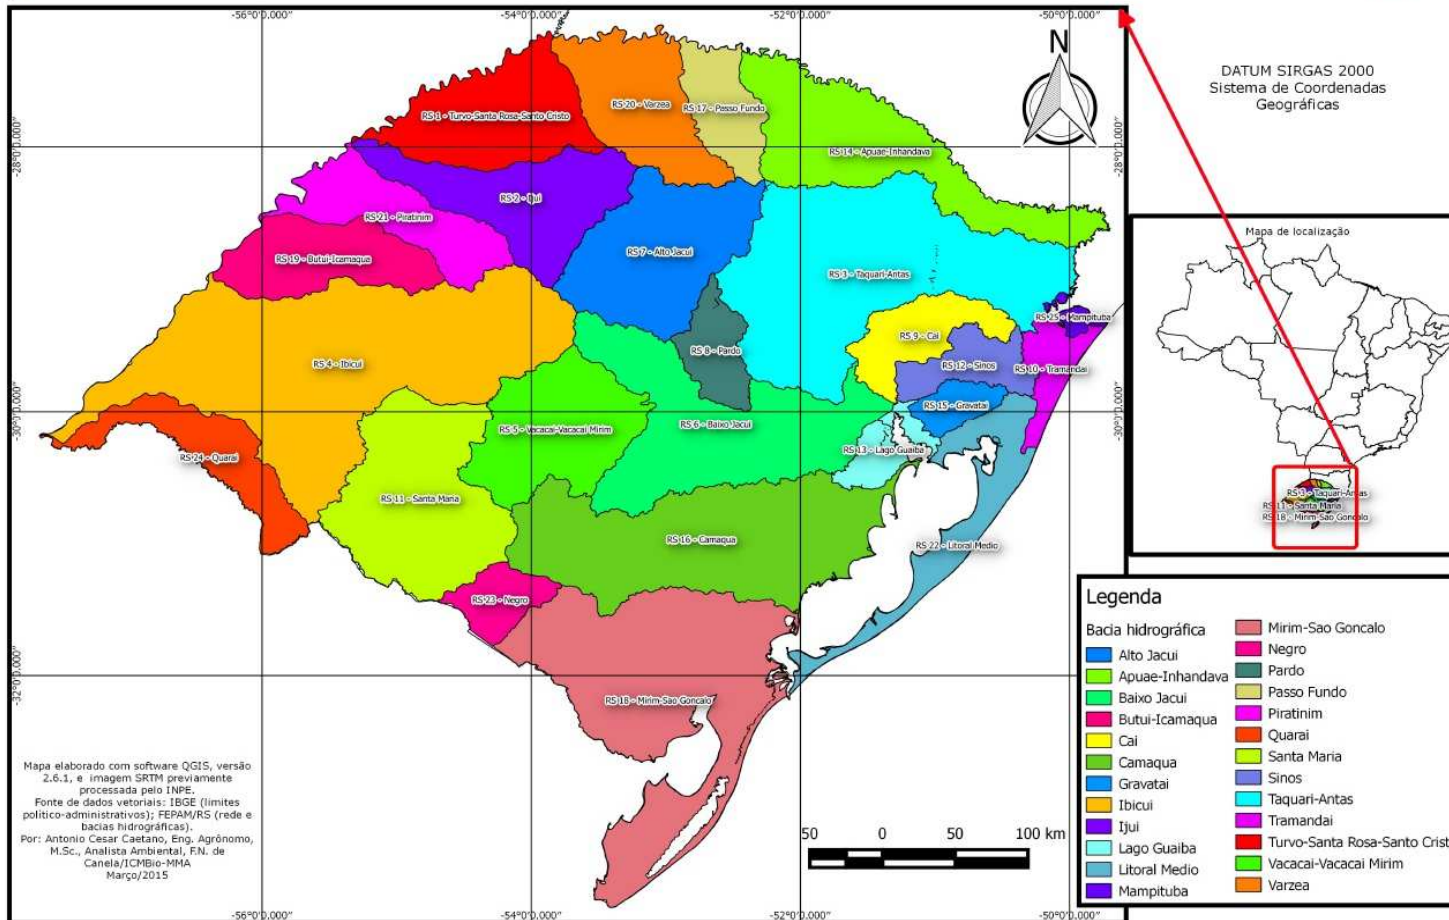 -56°0'0.000"
-54°0'0.000"
-52°0'0.000"
-50°0'0.000"
N
DATUM SIRGAS 2000
Sistema de Coordenadas
Geográficas
RS 20 - Varzea
RS 17 - Passo Fundo
RS 1 - Turvo-Santa Rosa-Santo Cristo
-28°0'0.000"
-28°0'0.000"
RS 14 - Apuae-Inhandava
RS 2 - Ijui
RS 21 - Piratinim
RS 7 - Alto Jacui
RS 19 - Butui-Icamaqua
RS 3 - Taquari-Antas
Mapa de localização
RS 25 - Mampituba
RS 9 - Cai
RS 8 - Pardo
RS 4 - Ibicui
RS 12 - Sinos
RS 10 - Tramandai
RS 15 - Gravatai
-30°0'0.000"
-30°0'0.000"
RS 5 - Vacacai-Vacacai Mirim
RS 6 - Baixo Jacui
RS 13 - Lago Guaiba
RS 24 - Quarai
RS 11 - Santa Maria
RS 3 - Taquari-Antas
RS 11 - Santa Maria
RS 18 - Mirim-Sao Goncalo
RS 16 - Camaqua
RS 22 - Litoral Medio
RS 23 - Negro
-32°0'0.000"
-32°0'0.000"
RS 18 - Mirim-Sao Goncalo
Legenda
Bacia hidrográfica
Alto Jacui
Apuae-Inhandava
Baixo Jacui
Butui-Icamaqua
Cai
Camaqua
Gravatai
Ibicui
Ijui
Lago Guaiba
Litoral Medio
Mampituba
Mirim-Sao Goncalo
Negro
Pardo
Passo Fundo
Piratinim
Quarai
Santa Maria
Sinos
Taquari-Antas
Tramandai
Turvo-Santa Rosa-Santo Crist
Vacacai-Vacacai Mirim
Varzea
Mapa elaborado com software QGIS, versão
2.6.1, e imagem SRTM previamente
processada pelo INPE.
Fonte de dados vetoriais: IBGE (limites
politico-administrativos); FEPAM/RS (rede e
bacias hidrográficas).
Por: Antonio Cesar Caetano, Eng. Agrônomo,
M.Sc., Analista Ambiental, F.N. de
Canela/ICMBio-MMA
Março/2015
50 0 50 100 km
-56°0'0.000"
-54°0'0.000"
-52°0'0.000"
-50°0'0.000"